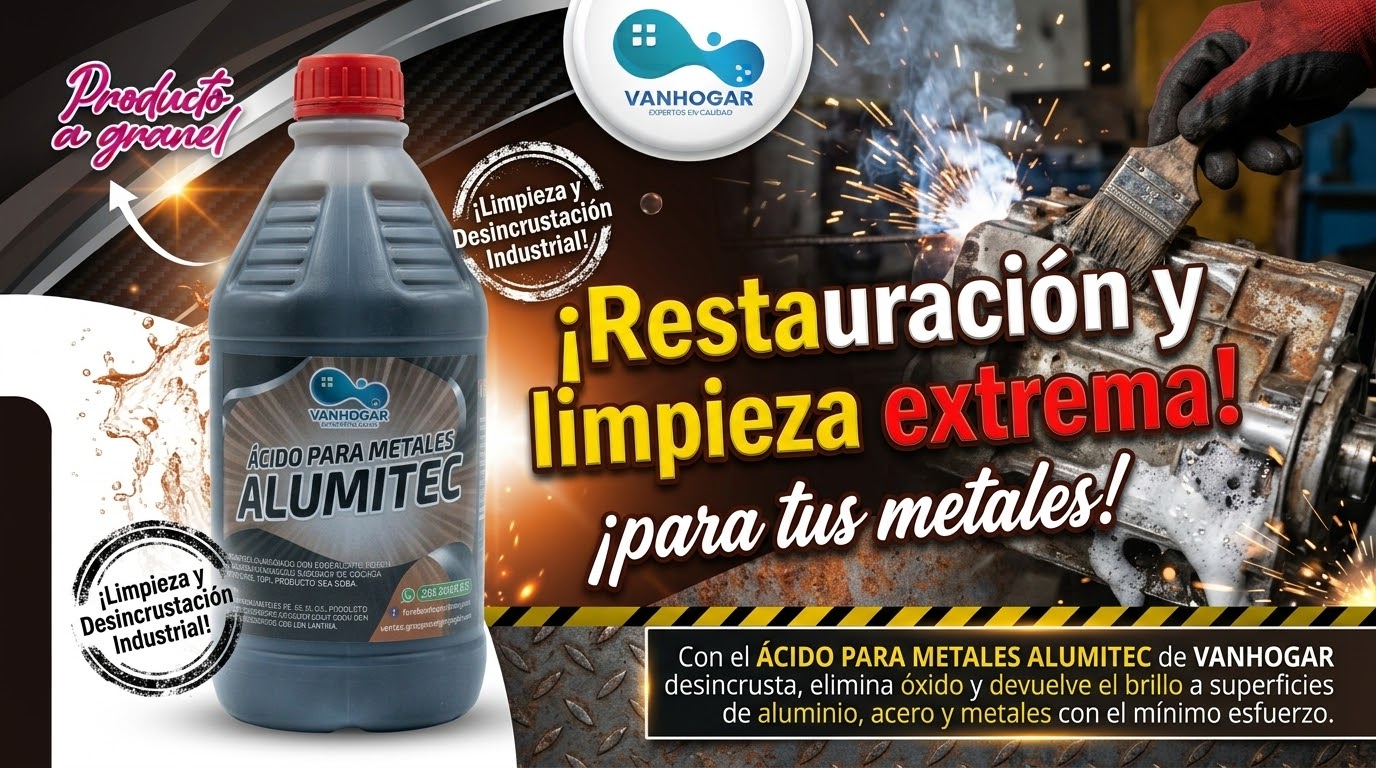 Producto
a granel
VANHOGAR
EXPERTOS EN CALIDAD
¡Limpieza y
Desincrustación
Industrial!
¡Restauración y
limpieza extrema!
¡para tus metales!
VANHOGAR
ÁCIDO PARA METALES
ALUMITEC
¡Limpieza y
Desincrustación
Industrial!
Con el ÁCIDO PARA METALES ALUMITEC de VANHOGAR
desincrusta, elimina óxido y devuelve el brillo a superficies
de aluminio, acero y metales con el mínimo esfuerzo.